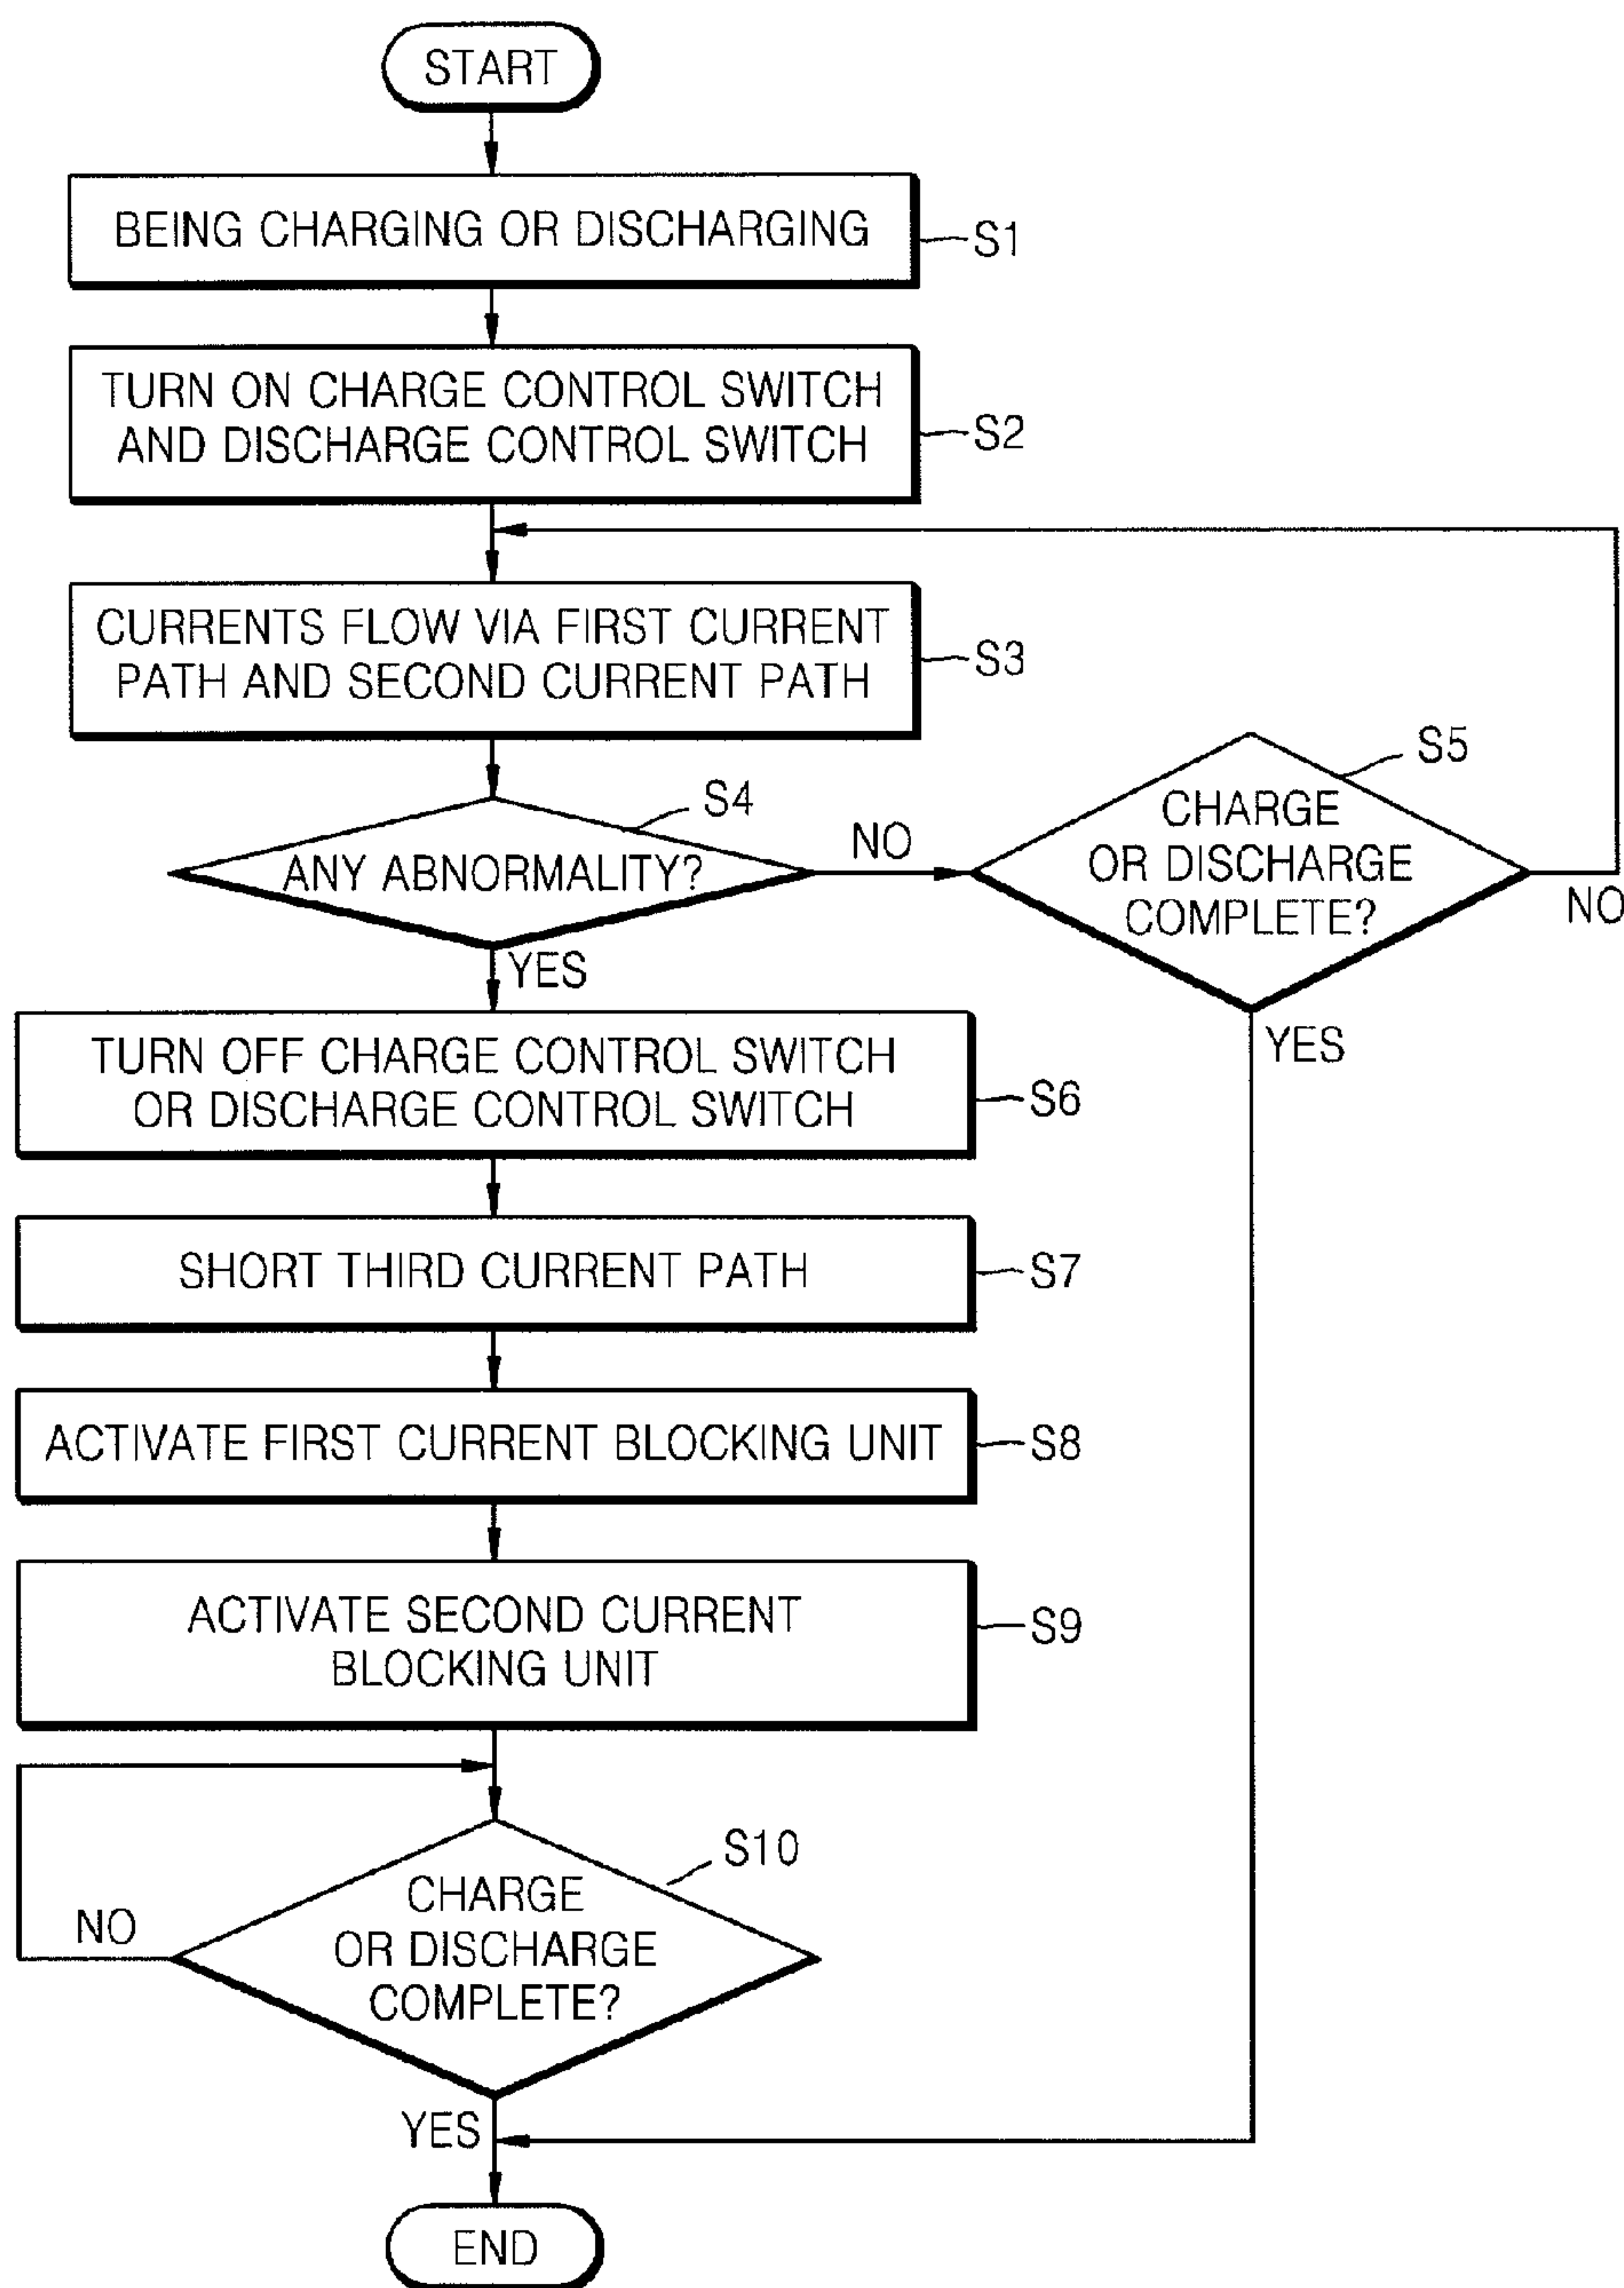 START
BEING CHARGING OR DISCHARGING
S1
TURN ON CHARGE CONTROL SWITCH
AND DISCHARGE CONTROL SWITCH
S2
CURRENTS FLOW VIA FIRST CURRENT
PATH AND SECOND CURRENT PATH
S3
S4
ANY ABNORMALITY?
NO
YES
S5
CHARGE
OR DISCHARGE
COMPLETE?
NO
YES
TURN OFF CHARGE CONTROL SWITCH
OR DISCHARGE CONTROL SWITCH
S6
SHORT THIRD CURRENT PATH
S7
ACTIVATE FIRST CURRENT BLOCKING UNIT
S8
ACTIVATE SECOND CURRENT
BLOCKING UNIT
S9
S10
CHARGE
OR DISCHARGE
COMPLETE?
NO
YES
END